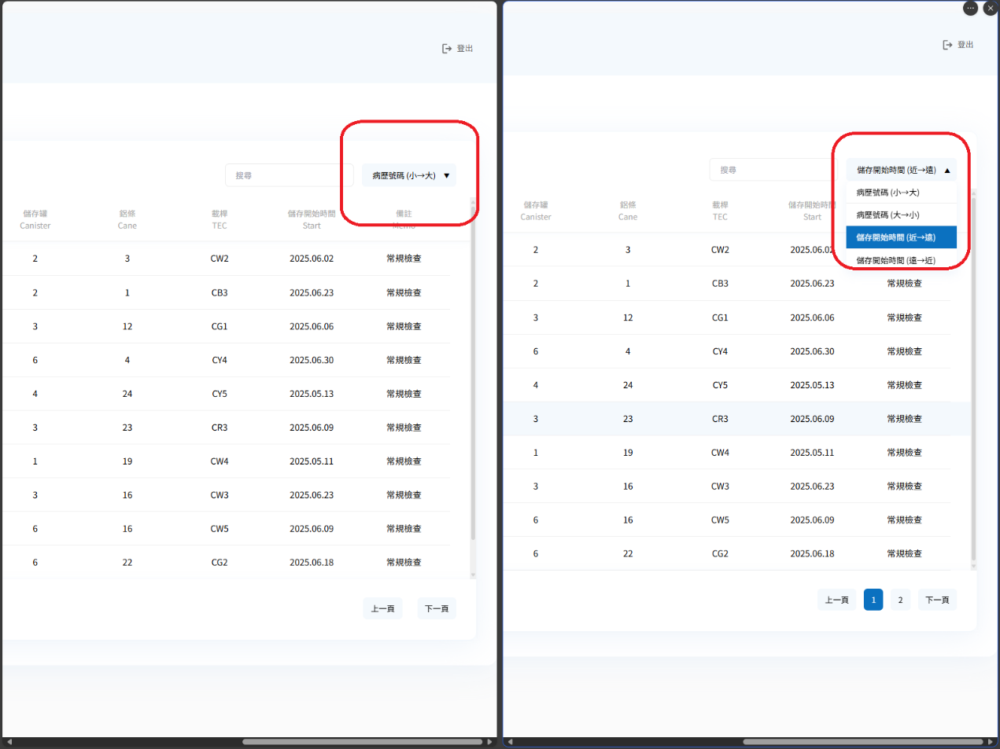 登出
搜尋
病歷號碼 (小→大) ▼
儲存罐 鋁條 載桿 儲存開始時間 備註
Canister Cane TEC Start Memo
2 3 CW2 2025.06.02 常規檢查
2 1 CB3 2025.06.23 常規檢查
3 12 CG1 2025.06.06 常規檢查
6 4 CY4 2025.06.30 常規檢查
4 24 CY5 2025.05.13 常規檢查
3 23 CR3 2025.06.09 常規檢查
1 19 CW4 2025.05.11 常規檢查
3 16 CW3 2025.06.23 常規檢查
6 16 CW5 2025.06.09 常規檢查
6 22 CG2 2025.06.18 常規檢查
上一頁 下一頁
登出
搜尋
儲存開始時間 (近→遠) ▲
病歷號碼 (小→大)
病歷號碼 (大→小)
儲存開始時間 (近→遠)
儲存開始時間 (遠→近)
儲存罐 鋁條 載桿 儲存開始時間
Canister Cane TEC Start
2 3 CW2 2025.06.02
2 1 CB3 2025.06.23 常規檢查
3 12 CG1 2025.06.06 常規檢查
6 4 CY4 2025.06.30 常規檢查
4 24 CY5 2025.05.13 常規檢查
3 23 CR3 2025.06.09 常規檢查
1 19 CW4 2025.05.11 常規檢查
3 16 CW3 2025.06.23 常規檢查
6 16 CW5 2025.06.09 常規檢查
6 22 CG2 2025.06.18 常規檢查
上一頁 1 2 下一頁